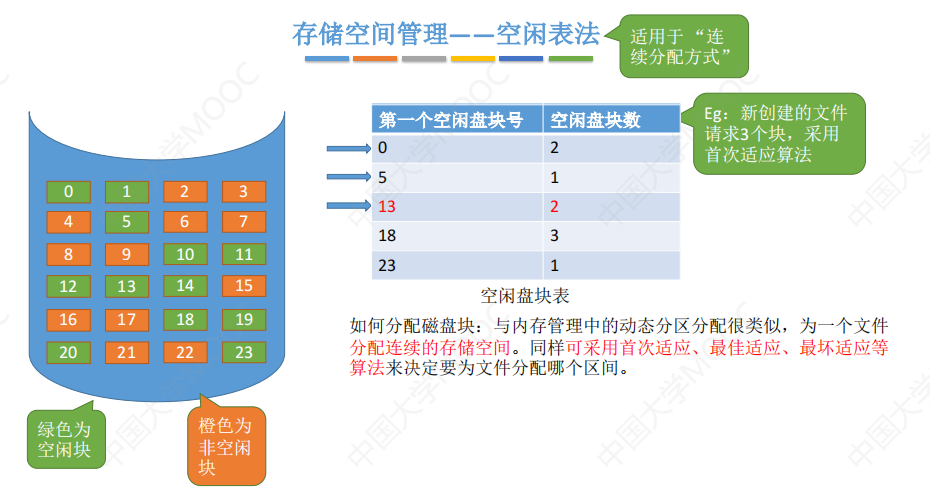 存储空间管理——空闲表法
适用于“连
续分配方式”
第一个空闲盘块号 空闲盘块数
0 2
5 1
13 2
18 3
23 1
空闲盘块表
Eg：新创建的文件
请求3个块，采用
首次适应算法
0 1 2 3
4 5 6 7
8 9 10 11
12 13 14 15
16 17 18 19
20 21 22 23
绿色为
空闲块
橙色为
非空闲
块
如何分配磁盘块：与内存管理中的动态分区分配很类似，为一个文件
分配连续的存储空间。同样可采用首次适应、最佳适应、最坏适应等
算法来决定要为文件分配哪个区间。
中国大学MOOC